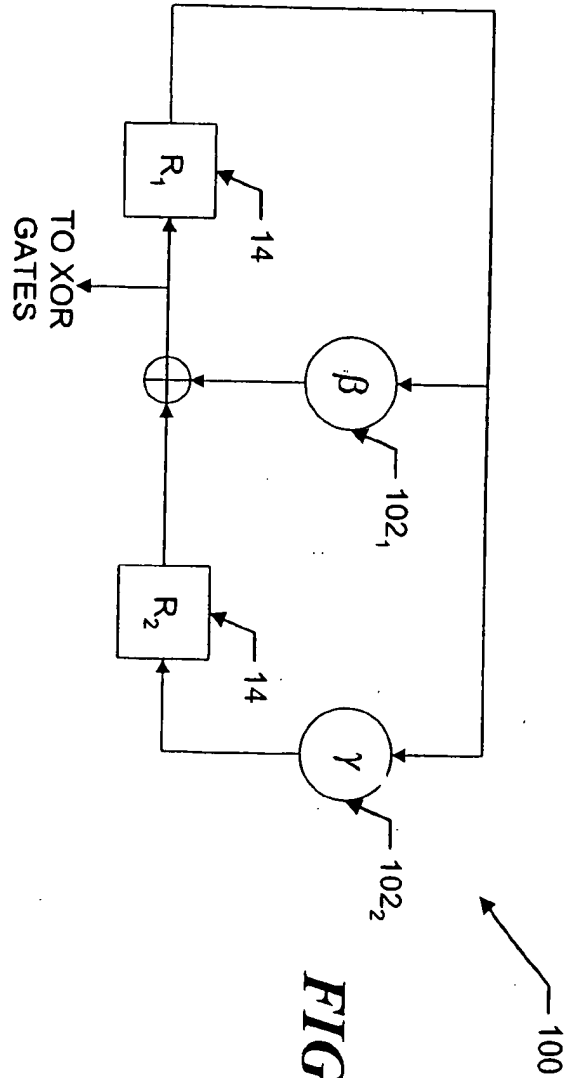 100
102₁
102₂
β
γ
FIG
14
14
R₁
R₂
TO XOR
GATES